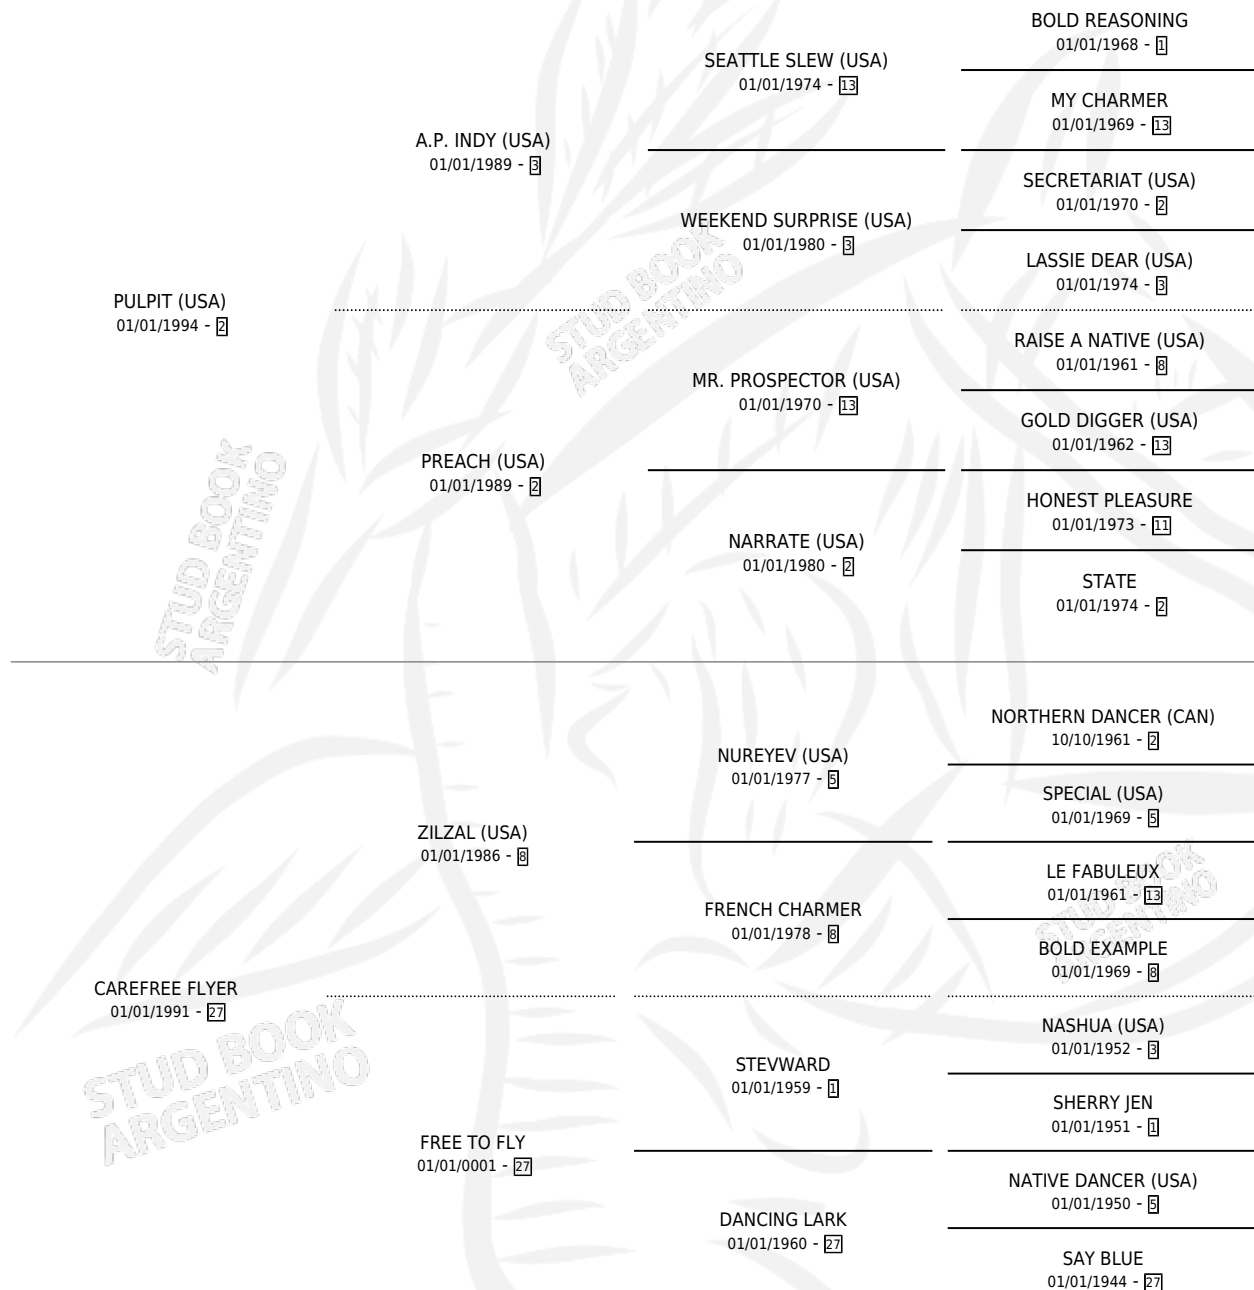 BOLD REASONING
01/01/1968 - 1
SEATTLE SLEW (USA)
01/01/1974 - 13
MY CHARMER
01/01/1969 - 13
A.P. INDY (USA)
01/01/1989 - 3
SECRETARIAT (USA)
01/01/1970 - 2
WEEKEND SURPRISE (USA)
01/01/1980 - 3
LASSIE DEAR (USA)
01/01/1974 - 3
PULPIT (USA)
01/01/1994 - 2
RAISE A NATIVE (USA)
01/01/1961 - 8
MR. PROSPECTOR (USA)
01/01/1970 - 13
GOLD DIGGER (USA)
01/01/1962 - 13
PREACH (USA)
01/01/1989 - 2
HONEST PLEASURE
01/01/1973 - 11
NARRATE (USA)
01/01/1980 - 2
STATE
01/01/1974 - 2
NORTHERN DANCER (CAN)
10/10/1961 - 2
NUREYEV (USA)
01/01/1977 - 5
SPECIAL (USA)
01/01/1969 - 5
ZILZAL (USA)
01/01/1986 - 8
LE FABULEUX
01/01/1961 - 13
FRENCH CHARMER
01/01/1978 - 8
BOLD EXAMPLE
01/01/1969 - 8
CAREFREE FLYER
01/01/1991 - 27
NASHUA (USA)
01/01/1952 - 3
STEVWARD
01/01/1959 - 1
SHERRY JEN
01/01/1951 - 1
FREE TO FLY
01/01/0001 - 27
NATIVE DANCER (USA)
01/01/1950 - 5
DANCING LARK
01/01/1960 - 27
SAY BLUE
01/01/1944 - 27
STUD BOOK
ARGENTINO
STUD BOOK
ARGENTINO
STUD BOOK
ARGENTINO
STUD BOOK
ARGENTINO